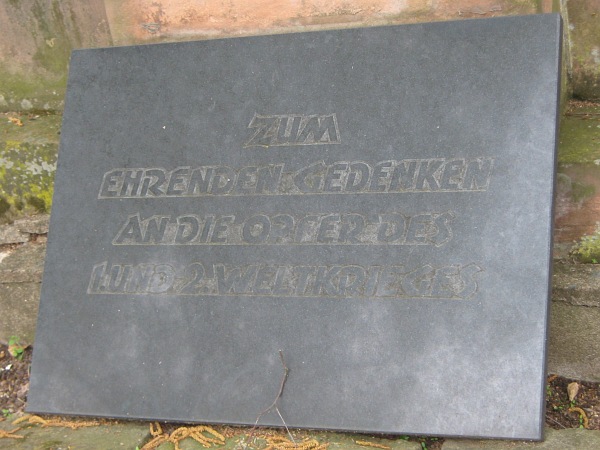 ZUM
EHRENDEN GEDENKEN
AN DIE OPFER DES
1.UND 2. WELTKRIEGES